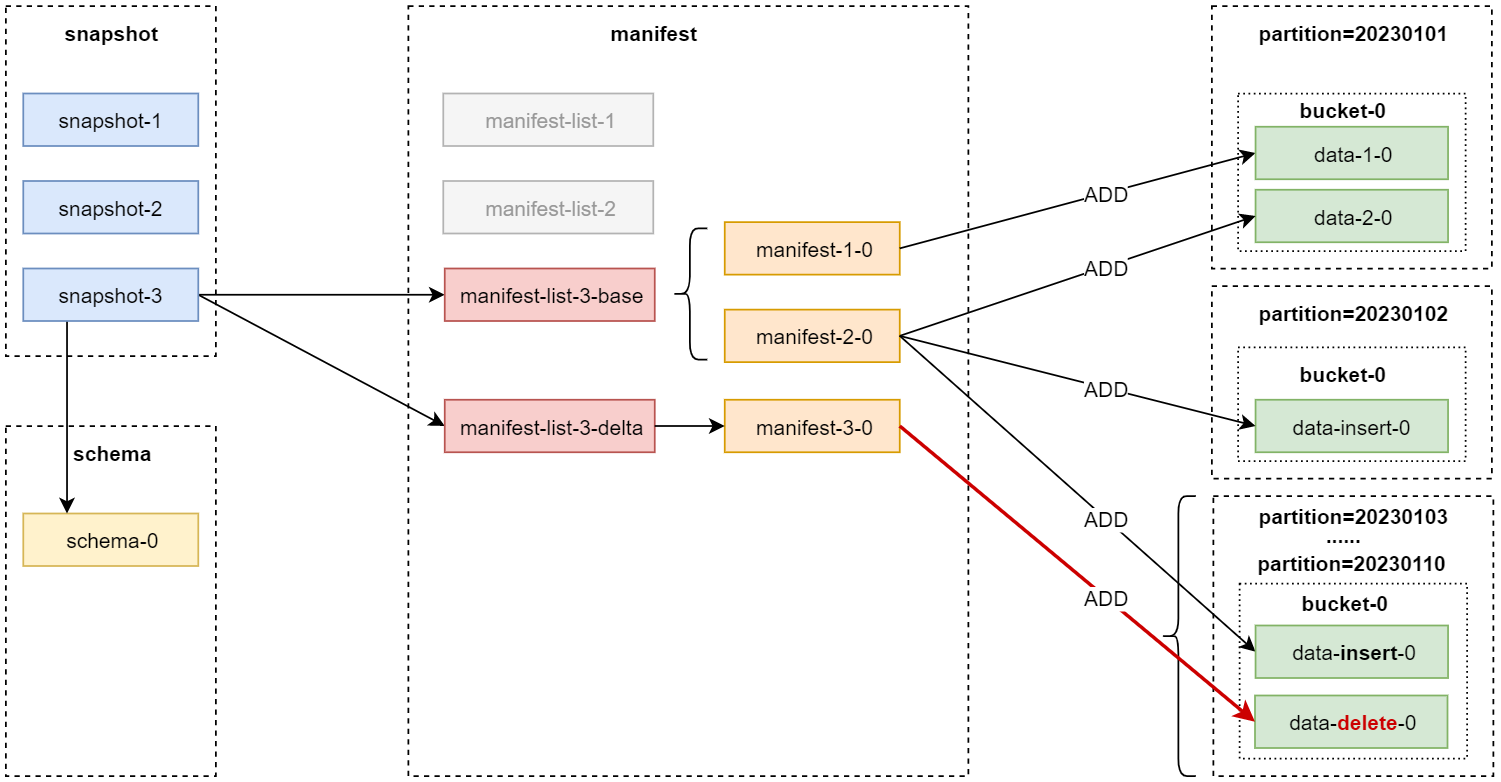 snapshot
snapshot-1
snapshot-2
snapshot-3
schema
schema-0
manifest
manifest-list-1
manifest-list-2
manifest-list-3-base
manifest-list-3-delta
manifest-1-0
manifest-2-0
manifest-3-0
ADD
ADD
ADD
ADD
ADD
partition=20230101
bucket-0
data-1-0
data-2-0
partition=20230102
bucket-0
data-insert-0
partition=20230103
......
partition=20230110
bucket-0
data-insert-0
data-delete-0